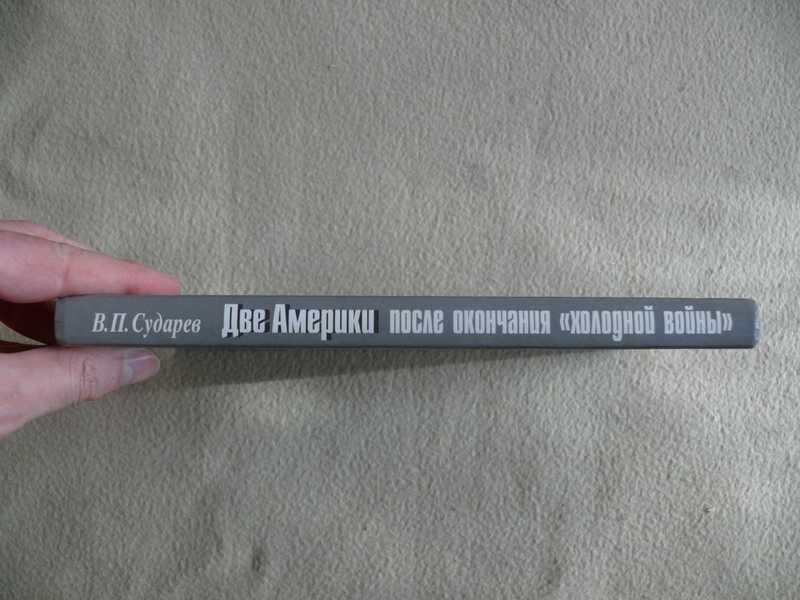 В.П. Сударев Две Америки после окончания «холодной войны»